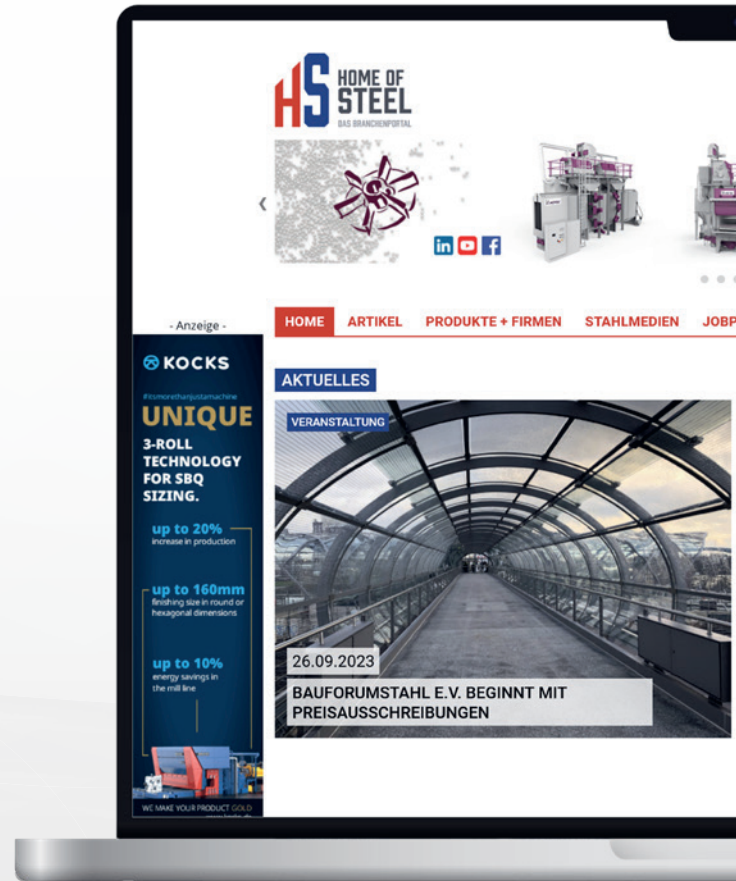 HS HOME OF
STEEL
DAS BRANCHENPORTAL
in f
- Anzeige -
HOME ARTIKEL PRODUKTE + FIRMEN STAHLMEDIEN JOBP
KOCKS
#itsmorethanjustamachine
UNIQUE
3-ROLL
TECHNOLOGY
FOR SBQ
SIZING.
up to 20%
increase in production
up to 160mm
finishing size in round or
hexagonal dimensions
up to 10%
energy savings in
the mill line
WE MAKE YOUR PRODUCT GOLD
AKTUELLES
VERANSTALTUNG
26.09.2023
BAUFORUMSTAHL E.V. BEGINNT MIT
PREISAUSSCHREIBUNGEN